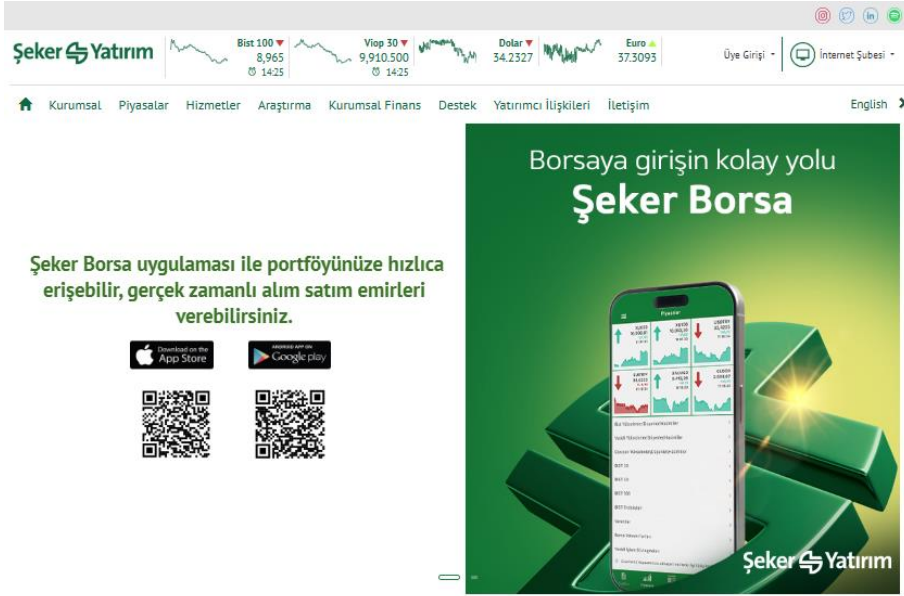 Şeker Yatırım
Bist 100 ▼
8,965
14:25
Viop 30 ▼
9,910.500
14:25
Dolar ▼
34.2327
Euro ▲
37.3093
Üye Girişi
İnternet Şubesi
Kurumsal Piyasalar Hizmetler Araştırma Kurumsal Finans Destek Yatırımcı İlişkileri İletişim English
Şeker Borsa uygulaması ile portföyünüze hızlıca
erişebilir, gerçek zamanlı alım satım emirleri
verebilirsiniz.
Download on the
App Store
ANDROID APP ON
Google play
Borsaya girişin kolay yolu
Şeker Borsa
Piyasalar
BIST 100
Şeker Yatırım